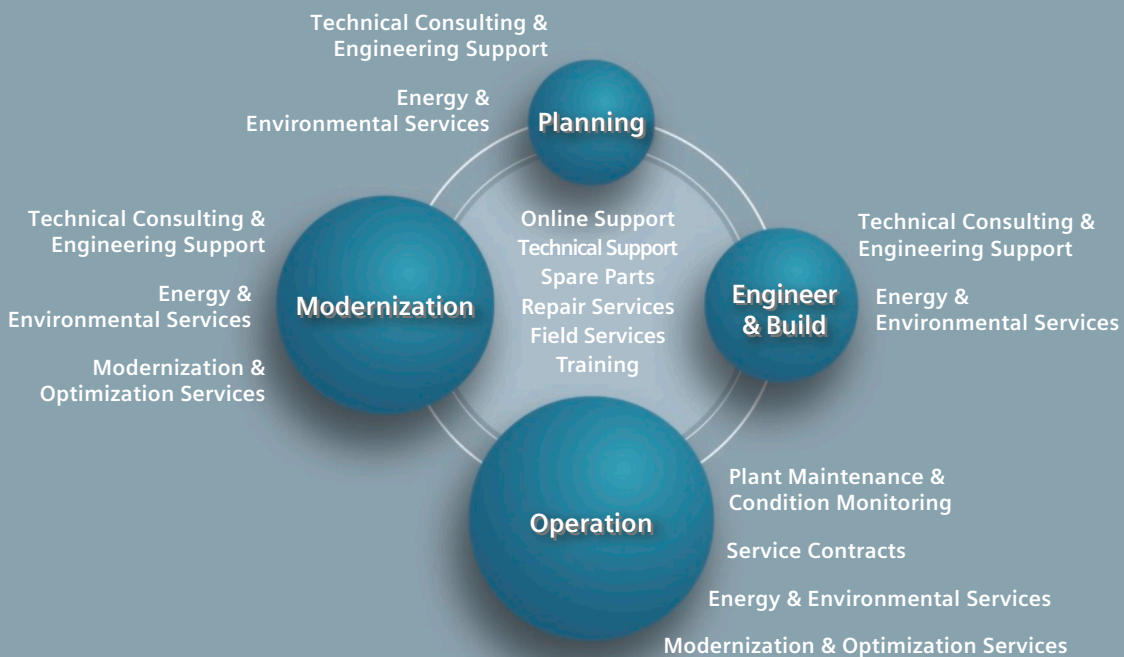 Technical Consulting &
Engineering Support
Energy &
Environmental Services
Planning
Technical Consulting &
Engineering Support
Energy &
Environmental Services
Modernization &
Optimization Services
Modernization
Online Support
Technical Support
Spare Parts
Repair Services
Field Services
Training
Engineer
& Build
Technical Consulting &
Engineering Support
Energy &
Environmental Services
Operation
Plant Maintenance &
Condition Monitoring
Service Contracts
Energy & Environmental Services
Modernization & Optimization Services